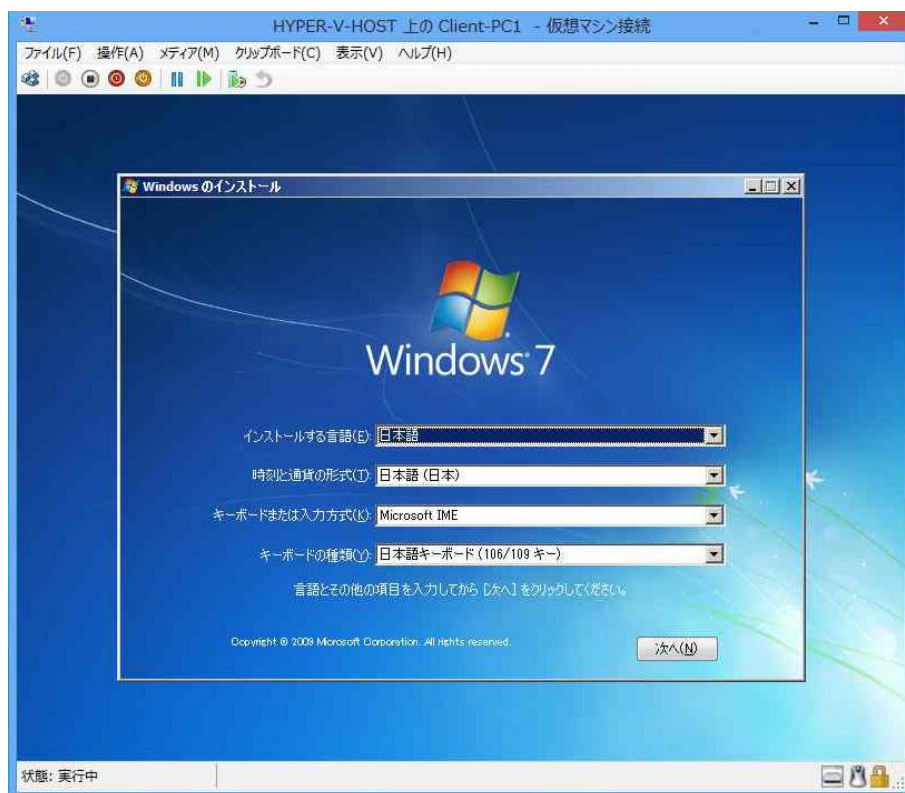 HYPER-V-HOST 上の Client-PC1 - 仮想マシン接続
ファイル(F) 操作(A) メディア(M) クリップボード(C) 表示(V) ヘルプ(H)
Windows のインストール
Windows 7
インストールする言語(E): 日本語
時刻と通貨の形式(T): 日本語 (日本)
キーボードまたは入力方式(K): Microsoft IME
キーボードの種類(Y): 日本語キーボード (106/109 キー)
言語とその他の項目を入力してから [次へ] をクリックしてください。
Copyright © 2009 Microsoft Corporation. All rights reserved.
次へ(N)
状態: 実行中